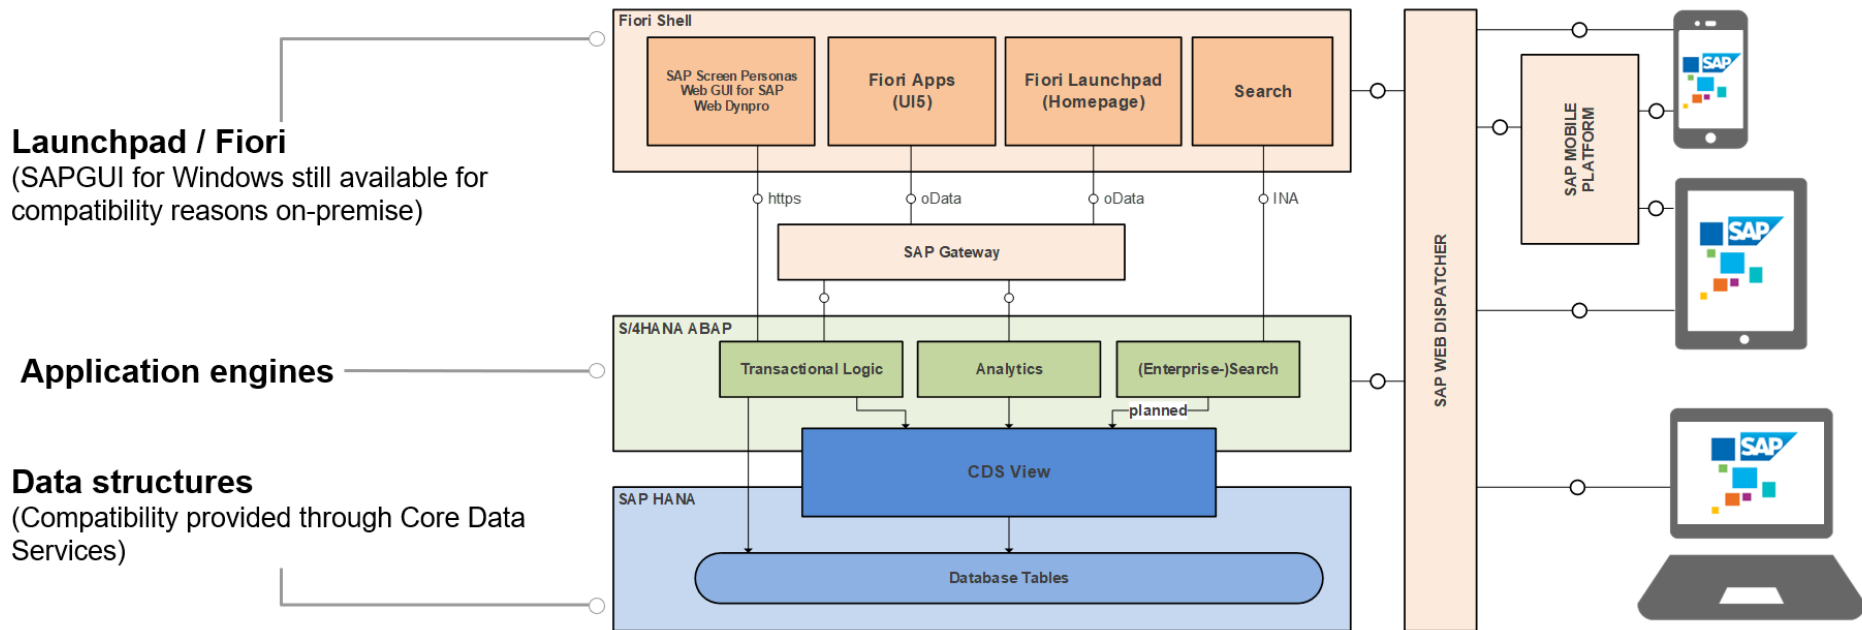 Launchpad / Fiori
(SAPGUI for Windows still available for
compatibility reasons on-premise)
Application engines
Data structures
(Compatibility provided through Core Data
Services)
Fiori Shell
SAP Screen Personas
Web GUI for SAP
Web Dynpro
Fiori Apps
(UI5)
Fiori Launchpad
(Homepage)
Search
https
oData
oData
INA
SAP Gateway
S/4HANA ABAP
Transactional Logic
Analytics
(Enterprise-)Search
planned
CDS View
SAP HANA
Database Tables
SAP WEB DISPATCHER
SAP MOBILE
PLATFORM
SAP
SAP
SAP